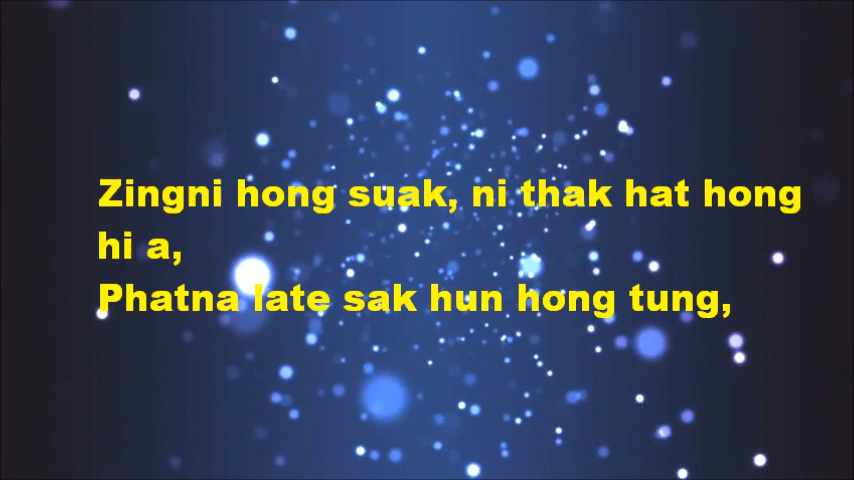 Zingni hong suak, ni thak hat hong
hi a,
Phatna late sak hun hong tung,